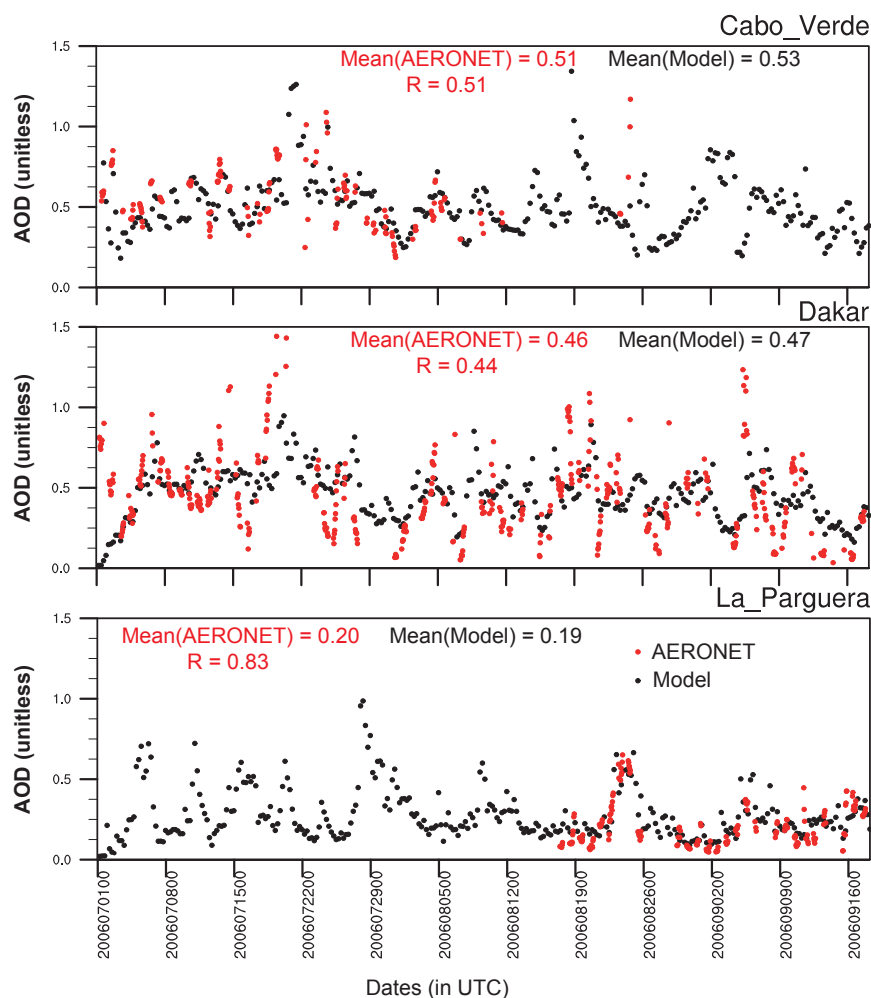 Cabo_Verde
1.5
Mean(AERONET) = 0.51 Mean(Model) = 0.53
R = 0.51
1.0
AOD (unitless)
0.5
0.0
Dakar
1.5
Mean(AERONET) = 0.46 Mean(Model) = 0.47
R = 0.44
1.0
AOD (unitless)
0.5
0.0
La_Parguera
1.5
Mean(AERONET) = 0.20 Mean(Model) = 0.19
R = 0.83
AERONET
Model
1.0
AOD (unitless)
0.5
0.0
2006070100
2006070800
2006071500
2006072200
2006072900
2006080500
2006081200
2006081900
2006082600
2006090200
2006090900
2006091600
Dates (in UTC)